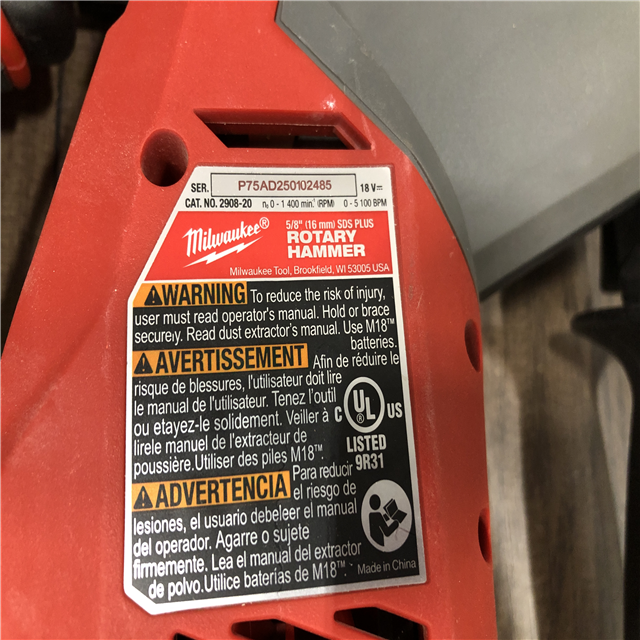 SER. P75AD250102485 18 V⎓
CAT. NO. 2908-20 n₀ 0 - 1 400 min.⁻¹ (RPM) 0 - 5 100 BPM
Milwaukee®
5/8" (16 mm) SDS PLUS
ROTARY
HAMMER
Milwaukee Tool, Brookfield, WI 53005 USA
WARNING To reduce the risk of injury,
user must read operator's manual. Hold or brace
securely. Read dust extractor's manual. Use M18™
batteries.
AVERTISSEMENT Afin de réduire le
risque de blessures, l'utilisateur doit lire
le manuel de l'utilisateur. Tenez l'outil
ou etayez-le solidement. Veiller à
lirele manuel de l'extracteur de
poussière.Utiliser des piles M18™.
C UL® US
LISTED
9R31
ADVERTENCIA Para reducir
el riesgo de
lesiones, el usuario debeleer el manual
del operador. Agarre o sujete
firmemente. Lea el manual del extractor
de polvo.Utilice baterías de M18™.
Made in China